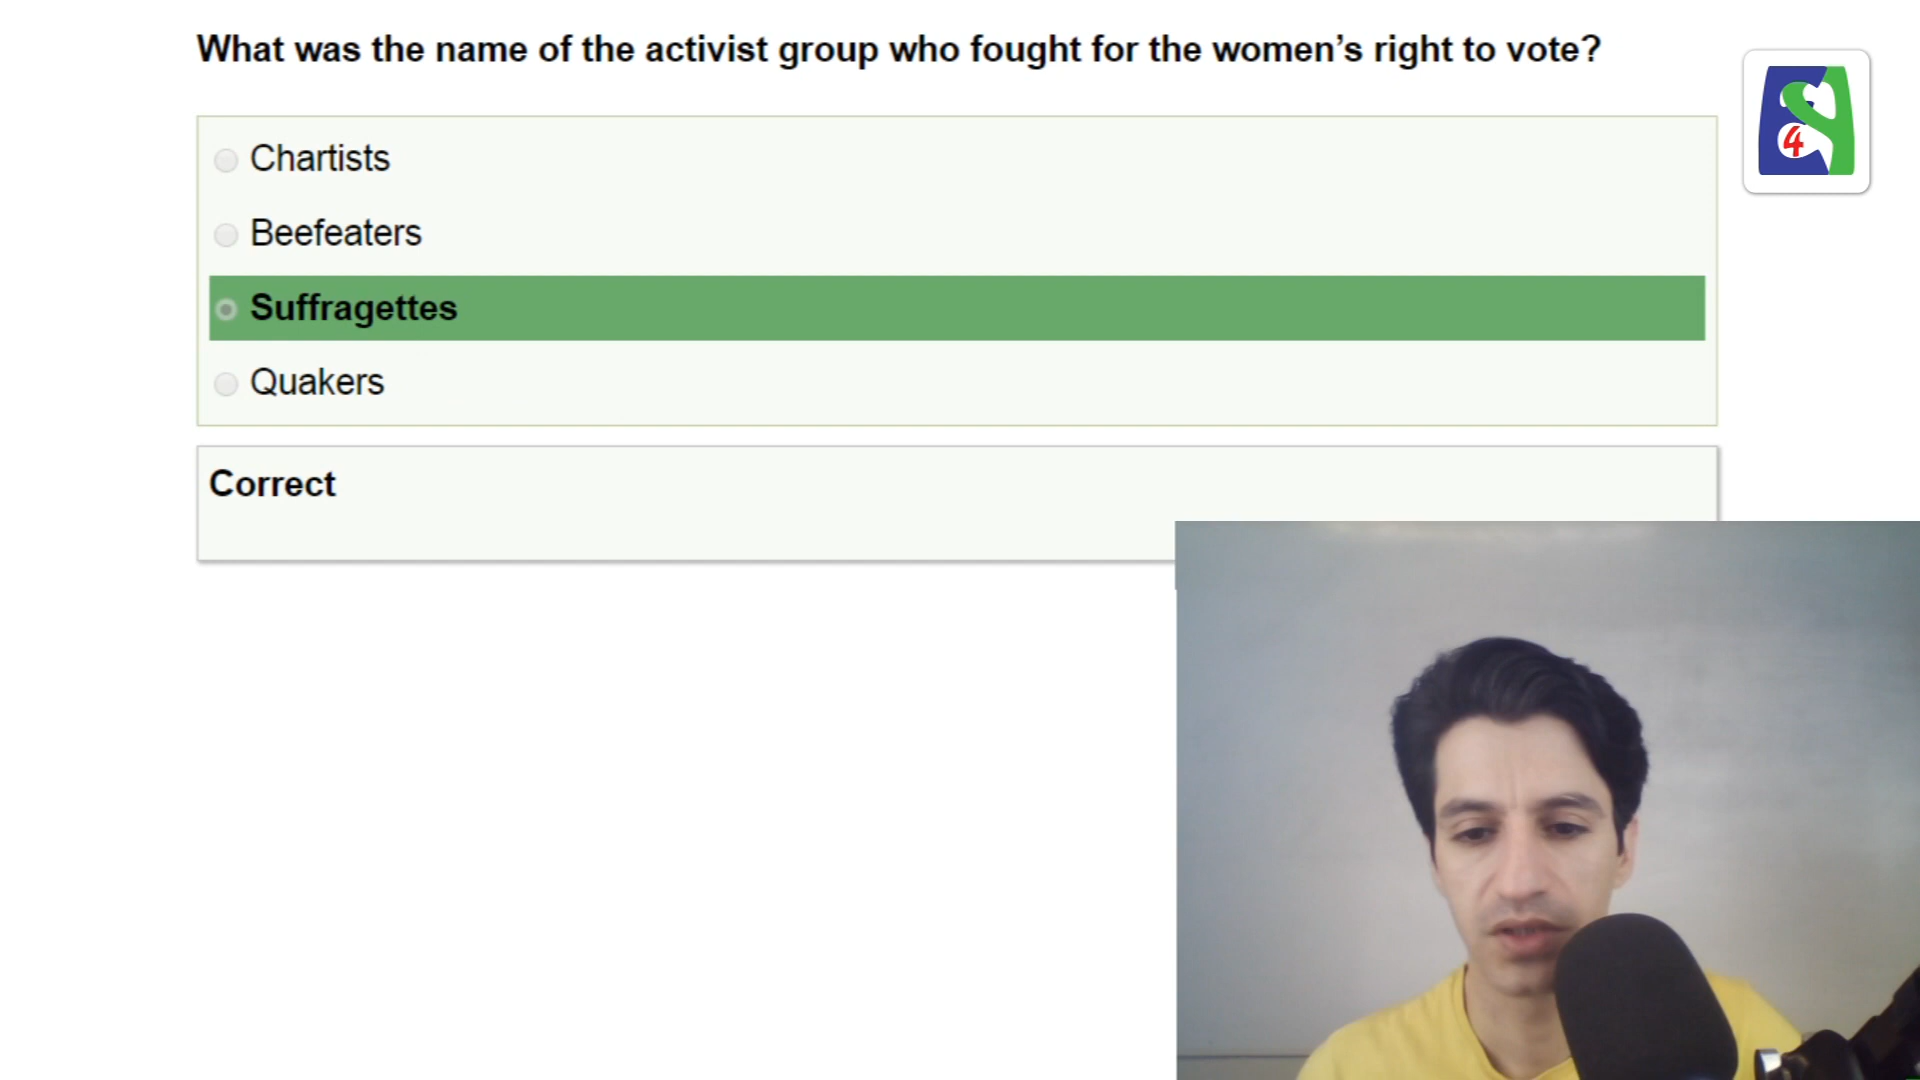 What was the name of the activist group who fought for the women’s right to vote?
4
Chartists
Beefeaters
Suffragettes
Quakers
Correct